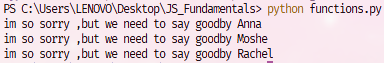 PS C:\Users\LENOVO\Desktop\JS_Fundamentals> python functions.py
im so sorry ,but we need to say goodby Anna
im so sorry ,but we need to say goodby Moshe
im so sorry ,but we need to say goodby Rachel